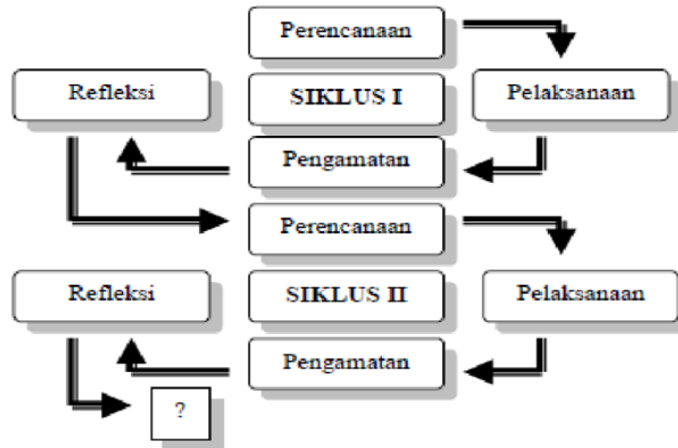 Perencanaan
Refleksi
SIKLUS I
Pelaksanaan
Pengamatan
Perencanaan
Refleksi
SIKLUS II
Pelaksanaan
Pengamatan
?